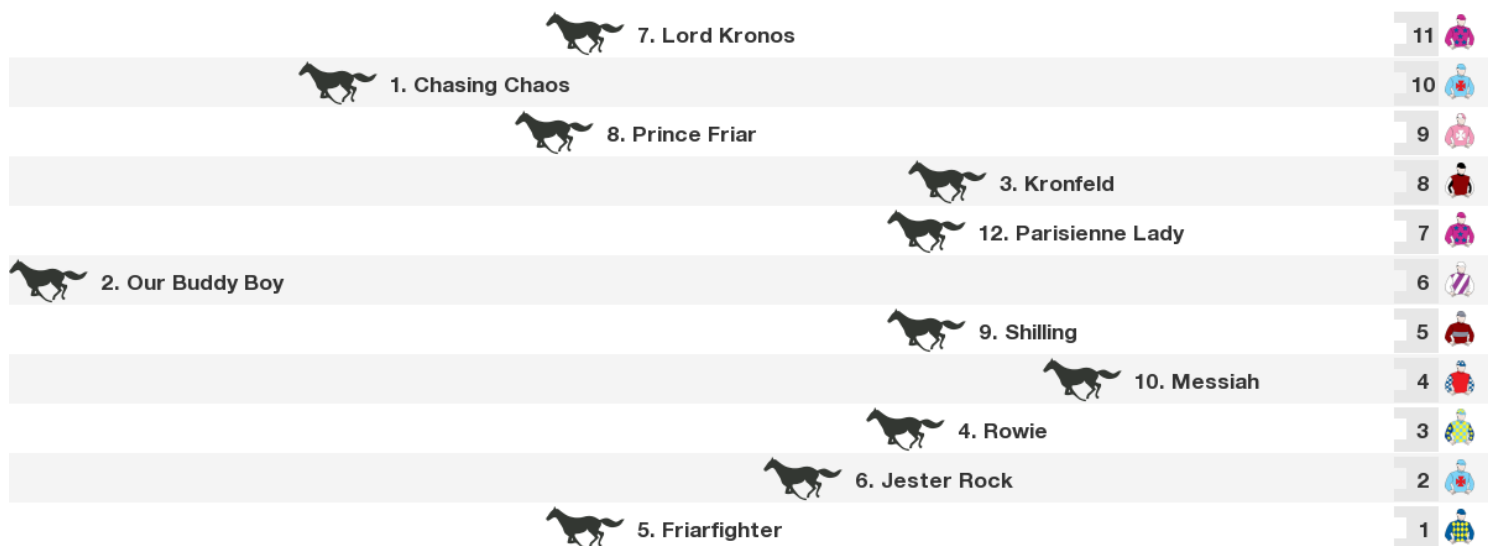 7. Lord Kronos 11
1. Chasing Chaos 10
8. Prince Friar 9
3. Kronfeld 8
12. Parisienne Lady 7
2. Our Buddy Boy 6
9. Shilling 5
10. Messiah 4
4. Rowie 3
6. Jester Rock 2
5. Friarfighter 1